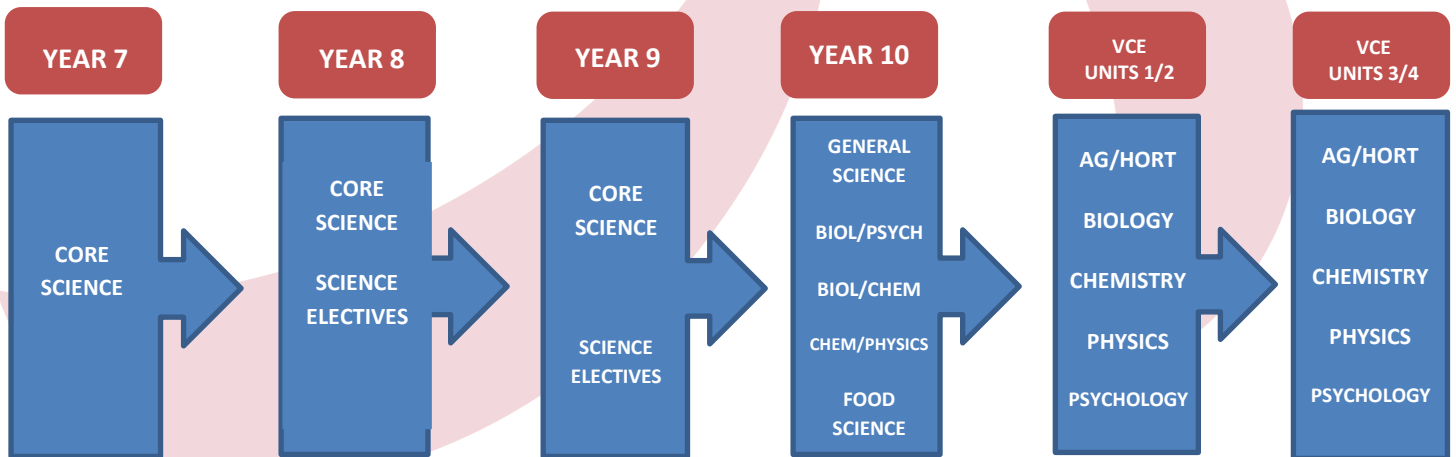 YEAR 7
YEAR 8
YEAR 9
YEAR 10
VCE
UNITS 1/2
VCE
UNITS 3/4
CORE
SCIENCE
CORE
SCIENCE
SCIENCE
ELECTIVES
CORE
SCIENCE
SCIENCE
ELECTIVES
GENERAL
SCIENCE
BIOL/PSYCH
BIOL/CHEM
CHEM/PHYSICS
FOOD
SCIENCE
AG/HORT
BIOLOGY
CHEMISTRY
PHYSICS
PSYCHOLOGY
AG/HORT
BIOLOGY
CHEMISTRY
PHYSICS
PSYCHOLOGY